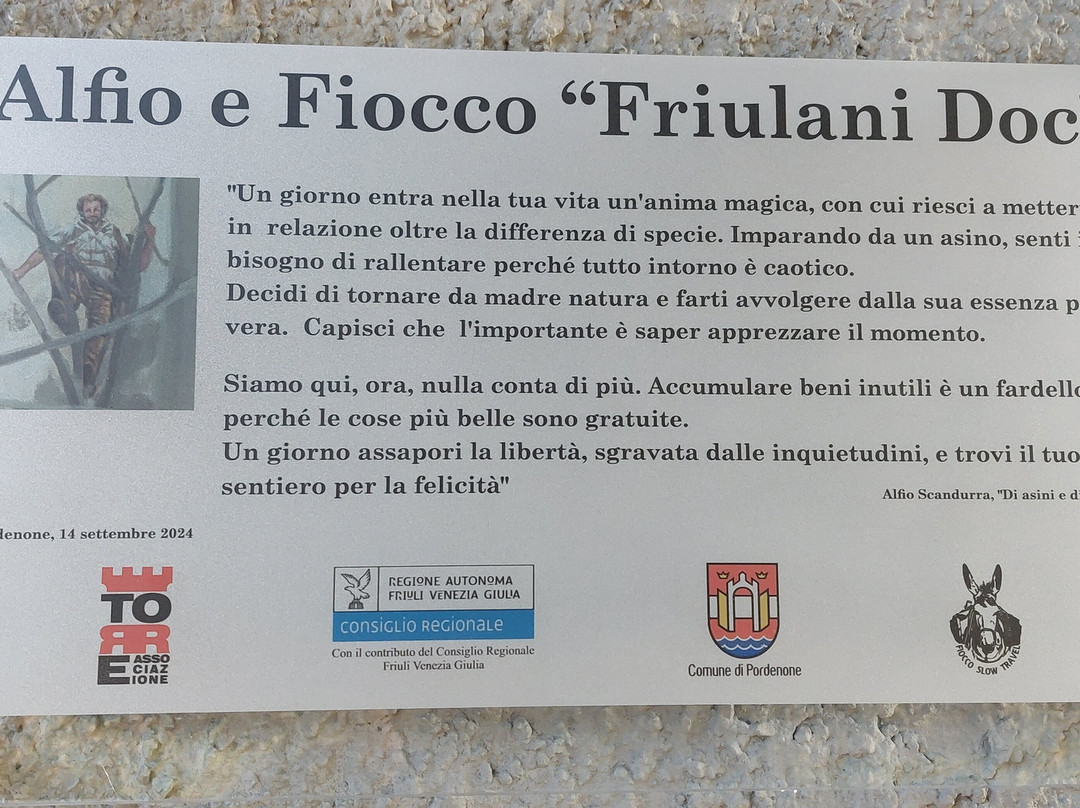 Alfio e Fiocco “Friulani Doc
"Un giorno entra nella tua vita un'anima magica, con cui riesci a metter
in relazione oltre la differenza di specie. Imparando da un asino, senti
bisogno di rallentare perché tutto intorno è caotico.
Decidi di tornare da madre natura e farti avvolgere dalla sua essenza p
vera. Capisci che l'importante è saper apprezzare il momento.
Siamo qui, ora, nulla conta di più. Accumulare beni inutili è un fardello
perché le cose più belle sono gratuite.
Un giorno assapori la libertà, sgravata dalle inquietudini, e trovi il tuo
sentiero per la felicità"
Alfio Scandurra, "Di asini e d
denone, 14 settembre 2024
TO
RRE
ASSO
CIAZ
IONE
REGIONE AUTONOMA
FRIULI VENEZIA GIULIA
CONSIGLIO REGIONALE
Con il contributo del Consiglio Regionale
Friuli Venezia Giulia
Comune di Pordenone
FIOCCO SLOW TRAVEL